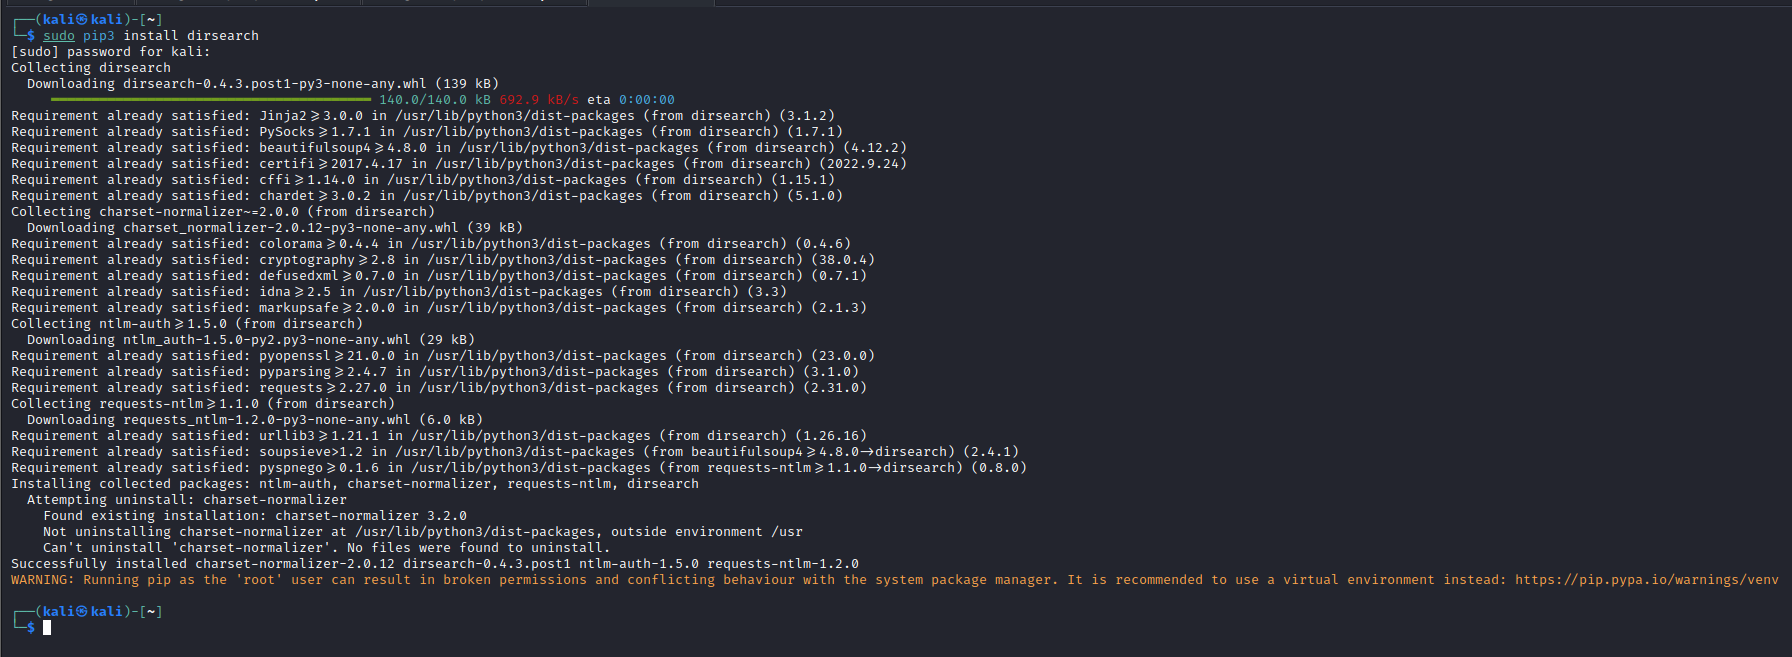 ┌──(kali㉿kali)-[~]
└─$ sudo pip3 install dirsearch
[sudo] password for kali:
Collecting dirsearch
  Downloading dirsearch-0.4.3.post1-py3-none-any.whl (139 kB)
     ━━━━━━━━━━━━━━━━━━━━━━━━━━━━━━━━━━━━━━━━ 140.0/140.0 kB 692.9 kB/s eta 0:00:00
Requirement already satisfied: Jinja2>=3.0.0 in /usr/lib/python3/dist-packages (from dirsearch) (3.1.2)
Requirement already satisfied: PySocks>=1.7.1 in /usr/lib/python3/dist-packages (from dirsearch) (1.7.1)
Requirement already satisfied: beautifulsoup4>=4.8.0 in /usr/lib/python3/dist-packages (from dirsearch) (4.12.2)
Requirement already satisfied: certifi>=2017.4.17 in /usr/lib/python3/dist-packages (from dirsearch) (2022.9.24)
Requirement already satisfied: cffi>=1.14.0 in /usr/lib/python3/dist-packages (from dirsearch) (1.15.1)
Requirement already satisfied: chardet>=3.0.2 in /usr/lib/python3/dist-packages (from dirsearch) (5.1.0)
Collecting charset-normalizer~=2.0.0 (from dirsearch)
  Downloading charset_normalizer-2.0.12-py3-none-any.whl (39 kB)
Requirement already satisfied: colorama>=0.4.4 in /usr/lib/python3/dist-packages (from dirsearch) (0.4.6)
Requirement already satisfied: cryptography>=2.8 in /usr/lib/python3/dist-packages (from dirsearch) (38.0.4)
Requirement already satisfied: defusedxml>=0.7.0 in /usr/lib/python3/dist-packages (from dirsearch) (0.7.1)
Requirement already satisfied: idna>=2.5 in /usr/lib/python3/dist-packages (from dirsearch) (3.3)
Requirement already satisfied: markupsafe>=2.0.0 in /usr/lib/python3/dist-packages (from dirsearch) (2.1.3)
Collecting ntlm-auth>=1.5.0 (from dirsearch)
  Downloading ntlm_auth-1.5.0-py2.py3-none-any.whl (29 kB)
Requirement already satisfied: pyopenssl>=21.0.0 in /usr/lib/python3/dist-packages (from dirsearch) (23.0.0)
Requirement already satisfied: pyparsing>=2.4.7 in /usr/lib/python3/dist-packages (from dirsearch) (3.1.0)
Requirement already satisfied: requests>=2.27.0 in /usr/lib/python3/dist-packages (from dirsearch) (2.31.0)
Collecting requests-ntlm>=1.1.0 (from dirsearch)
  Downloading requests_ntlm-1.2.0-py3-none-any.whl (6.0 kB)
Requirement already satisfied: urllib3>=1.21.1 in /usr/lib/python3/dist-packages (from dirsearch) (1.26.16)
Requirement already satisfied: soupsieve>1.2 in /usr/lib/python3/dist-packages (from beautifulsoup4>=4.8.0->dirsearch) (2.4.1)
Requirement already satisfied: pyspnego>=0.1.6 in /usr/lib/python3/dist-packages (from requests-ntlm>=1.1.0->dirsearch) (0.8.0)
Installing collected packages: ntlm-auth, charset-normalizer, requests-ntlm, dirsearch
  Attempting uninstall: charset-normalizer
    Found existing installation: charset-normalizer 3.2.0
    Not uninstalling charset-normalizer at /usr/lib/python3/dist-packages, outside environment /usr
    Can't uninstall 'charset-normalizer'. No files were found to uninstall.
Successfully installed charset-normalizer-2.0.12 dirsearch-0.4.3.post1 ntlm-auth-1.5.0 requests-ntlm-1.2.0
WARNING: Running pip as the 'root' user can result in broken permissions and conflicting behaviour with the system package manager. It is recommended to use a virtual environment instead: https://pip.pypa.io/warnings/venv
┌──(kali㉿kali)-[~]
└─$